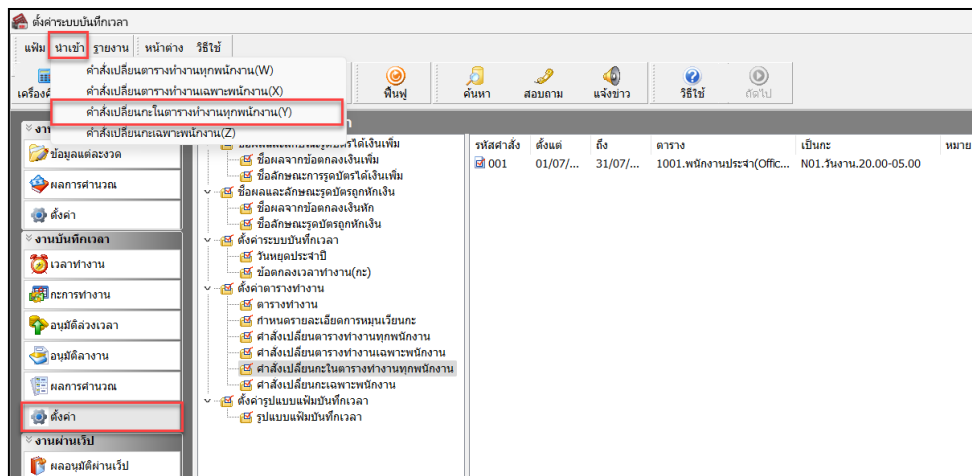 ตั้งค่าระบบบันทึกเวลา
แฟ้ม นำเข้า รายงาน หน้าต่าง วิธีใช้
คำสั่งเปลี่ยนตารางทำงานทุกพนักงาน(W)
คำสั่งเปลี่ยนตารางทำงานเฉพาะพนักงาน(X)
คำสั่งเปลี่ยนกะในตารางทำงานทุกพนักงาน(Y)
คำสั่งเปลี่ยนกะเฉพาะพนักงาน(Z)
ฟื้นฟู ค้นหา สอบถาม แจ้งข่าว วิธีใช้ ถัดไป
ข้อมูลแต่ละงวด
ผลการคำนวณ
ตั้งค่า
งานบันทึกเวลา
เวลาทำงาน
กะการทำงาน
อนุมัติล่วงเวลา
อนุมัติลางาน
ผลการคำนวณ
ตั้งค่า
งานผ่านเว็ป
ผลอนุมัติผ่านเว็ป
ชื่อผลจากข้อตกลงเงินเพิ่ม
ชื่อลักษณะการรูดบัตรได้เงินเพิ่ม
ชื่อผลและลักษณะรูดบัตรถูกหักเงิน
ชื่อผลจากข้อตกลงเงินหัก
ชื่อลักษณะรูดบัตรถูกหักเงิน
ตั้งค่าระบบบันทึกเวลา
วันหยุดประจำปี
ข้อตกลงเวลาทำงาน(กะ)
ตั้งค่าตารางทำงาน
ตารางทำงาน
กำหนดรายละเอียดการหมุนเวียนกะ
คำสั่งเปลี่ยนตารางทำงานทุกพนักงาน
คำสั่งเปลี่ยนตารางทำงานเฉพาะพนักงาน
คำสั่งเปลี่ยนกะในตารางทำงานทุกพนักงาน
คำสั่งเปลี่ยนกะเฉพาะพนักงาน
ตั้งค่ารูปแบบแฟ้มบันทึกเวลา
รูปแบบแฟ้มบันทึกเวลา
รหัสคำสั่ง ตั้งแต่ ถึง ตาราง เป็นกะ หมาย
001 01/07/... 31/07/... 1001.พนักงานประจำ(Offic... N01.วันงาน.20.00-05.00